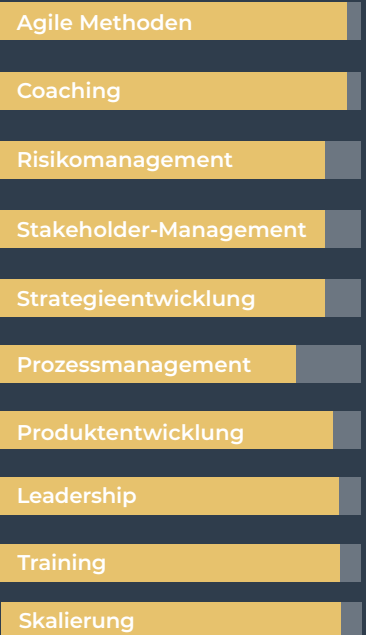 Agile Methoden
Coaching
Risikomanagement
Stakeholder-Management
Strategieentwicklung
Prozessmanagement
Produktentwicklung
Leadership
Training
Skalierung